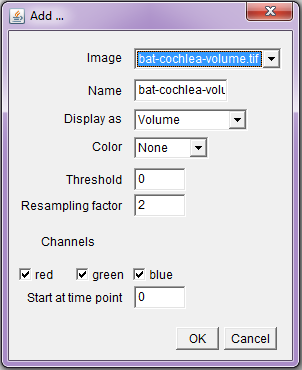 Add ...
Image bat-cochlea-volume.tif
Name bat-cochlea-volu
Display as Volume
Color None
Threshold 0
Resampling factor 2
Channels
red green blue
Start at time point 0
OK Cancel